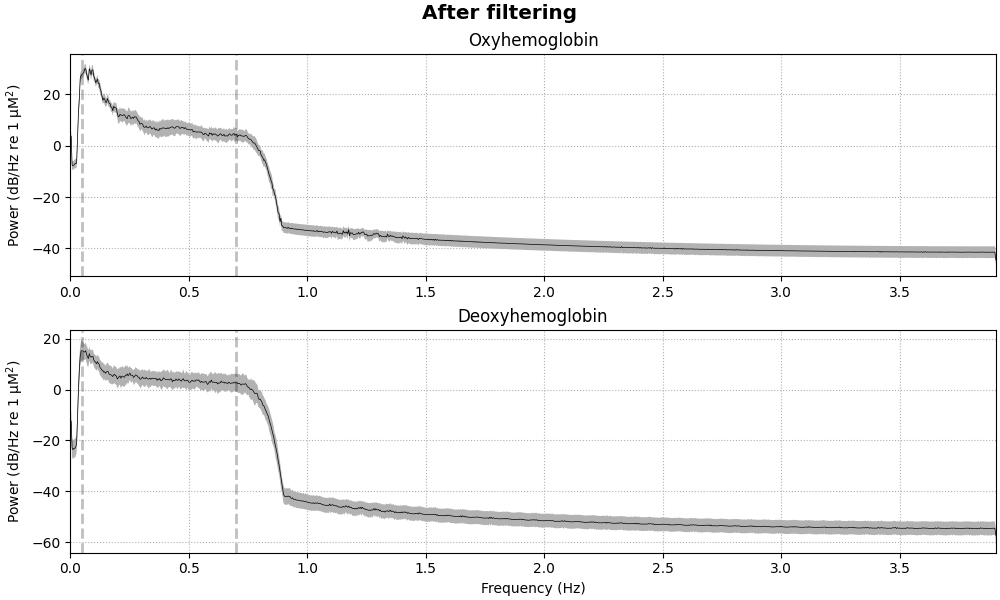 After filtering
Oxyhemoglobin
Power (dB/Hz re 1 µM²)
20
0
−20
−40
0.0 0.5 1.0 1.5 2.0 2.5 3.0 3.5
Deoxyhemoglobin
Power (dB/Hz re 1 µM²)
20
0
−20
−40
−60
0.0 0.5 1.0 1.5 2.0 2.5 3.0 3.5
Frequency (Hz)